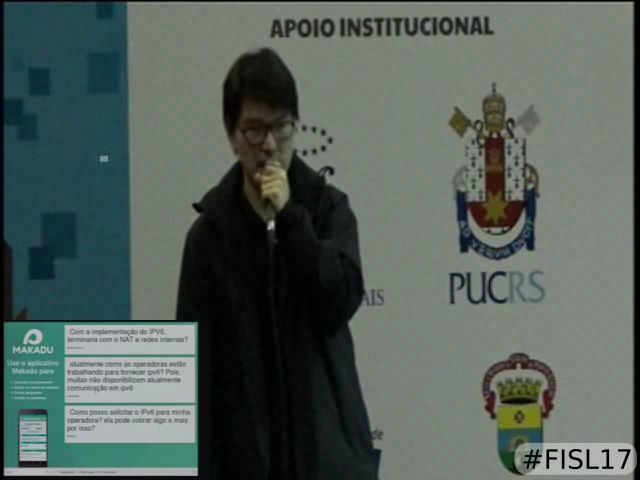 APOIO INSTITUCIONAL
PUCRS
AIS
de
MAKADU
Use o aplicativo
Makadu para
Com a implementação do IPV6,
terminaria com o NAT e redes internas?
atualmente como as operadoras estão
trabalhando para fornecer ipv6? Pois
muitas não disponibilizam atualmente
comunicação em ipv6
Como posso solicitar o IPv6 para minha
operadora? ela pode cobrar algo a mais
por isso?
#FISL17